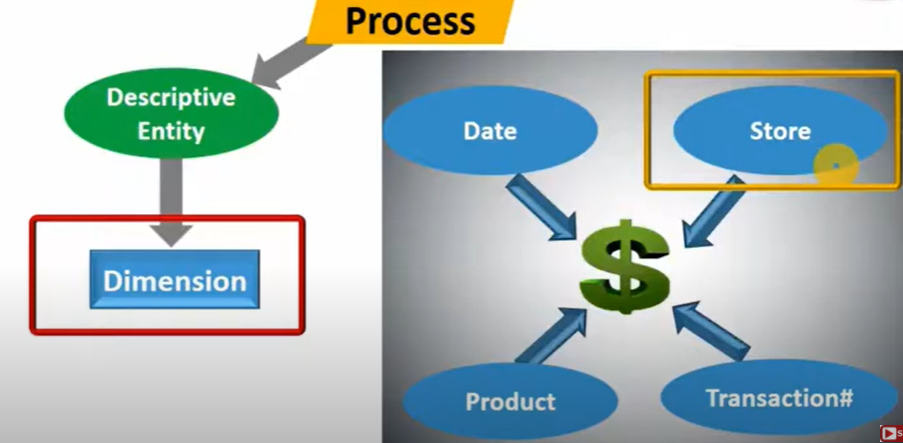 Process
Descriptive
Entity
Dimension
Date
Store
$
Product
Transaction#